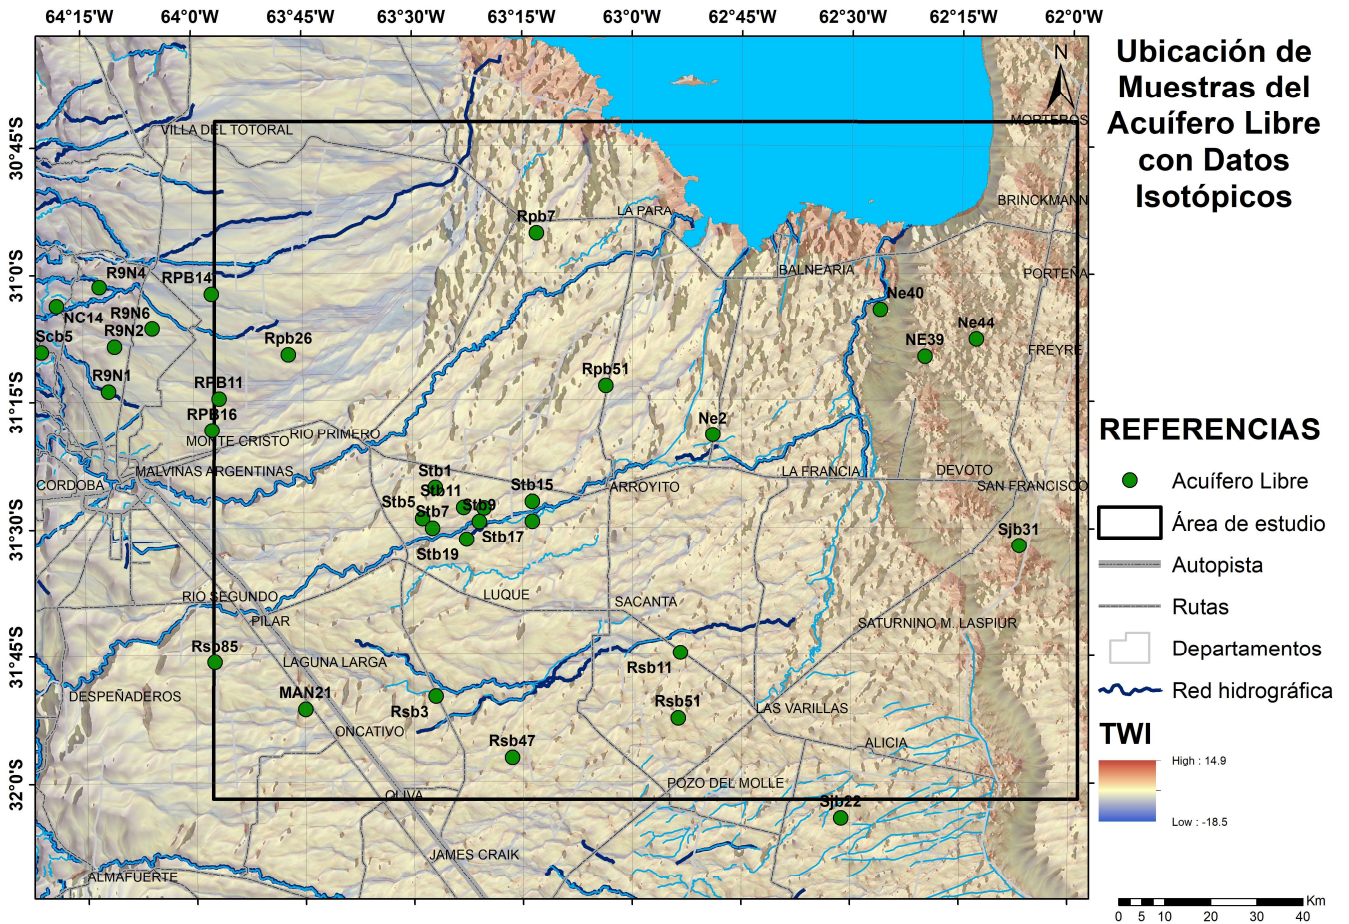 64°15'W 64°0'W 63°45'W 63°30'W 63°15'W 63°0'W 62°45'W 62°30'W 62°15'W 62°0'W
30°45'S
31°0'S
31°15'S
31°30'S
31°45'S
32°0'S
N
MORTEROS
VILLA DEL TOTORAL
BRINCKMANN
LA PARA
Rpb7
PORTEÑA
BALNEARIA
R9N4
RPB14
Ne40
NC14
R9N6
Ne44
R9N2
Scb5
Rpb26
NE39
FREYRE
Rpb51
R9N1
RPB11
RPB16
Ne2
MONTE CRISTO
RIO PRIMERO
MALVINAS ARGENTINAS
Stb1
LA FRANCIA
DEVOTO
CORDOBA
Stb11
Stb15
ARROYITO
SAN FRANCISCO
Stb5
Stb9
Stb7
Stb17
Sjb31
Stb19
RIO SEGUNDO
LUQUE
SACANTA
PILAR
SATURNINO M. LASPIUR
Rsb85
LAGUNA LARGA
Rsb11
DESPEÑADEROS
MAN21
Rsb3
Rsb51
LAS VARILLAS
ONCATIVO
Rsb47
ALICIA
POZO DEL MOLLE
OLIVA
Sjb22
JAMES CRAIK
ALMAFUERTE
Ubicación de
Muestras del
Acuífero Libre
con Datos
Isotópicos
REFERENCIAS
Acuífero Libre
Área de estudio
Autopista
Rutas
Departamentos
Red hidrográfica
TWI
High : 14.9
Low : -18.5
Km
0 5 10 20 30 40